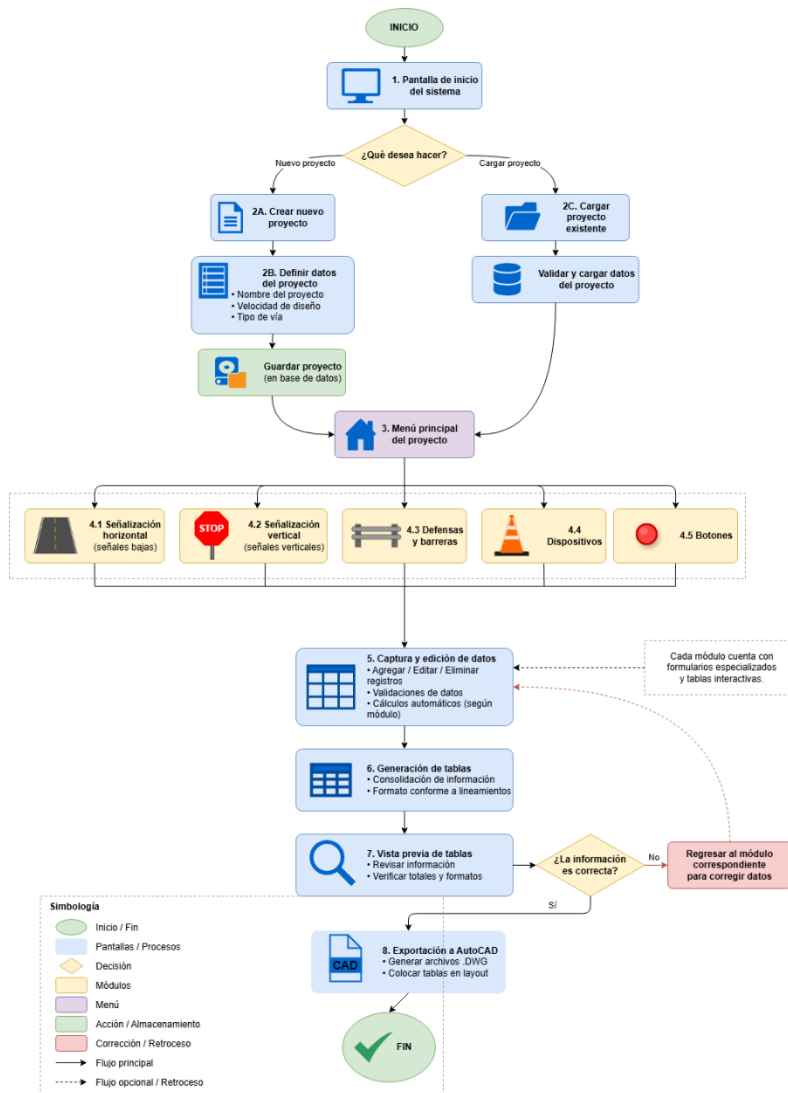 INICIO
1. Pantalla de inicio
del sistema
¿Qué desea hacer?
Nuevo proyecto
Cargar proyecto
2A. Crear nuevo
proyecto
2C. Cargar
proyecto
existente
2B. Definir datos
del proyecto
• Nombre del proyecto
• Velocidad de diseño
• Tipo de vía
Validar y cargar datos
del proyecto
Guardar proyecto
(en base de datos)
3. Menú principal
del proyecto
4.1 Señalización
horizontal
(señales bajas)
STOP
4.2 Señalización
vertical
(señales verticales)
4.3 Defensas
y barreras
4.4
Dispositivos
4.5 Botones
5. Captura y edición de datos
• Agregar / Editar / Eliminar
registros
• Validaciones de datos
• Cálculos automáticos (según
módulo)
Cada módulo cuenta con
formularios especializados
y tablas interactivas.
6. Generación de tablas
• Consolidación de información
• Formato conforme a lineamientos
7. Vista previa de tablas
• Revisar información
• Verificar totales y formatos
¿La información
es correcta?
No
Regresar al módulo
correspondiente
para corregir datos
Sí
8. Exportación a AutoCAD
• Generar archivos .DWG
• Colocar tablas en layout
CAD
FIN
Simbología
Inicio / Fin
Pantallas / Procesos
Decisión
Módulos
Menú
Acción / Almacenamiento
Corrección / Retroceso
Flujo principal
Flujo opcional / Retroceso